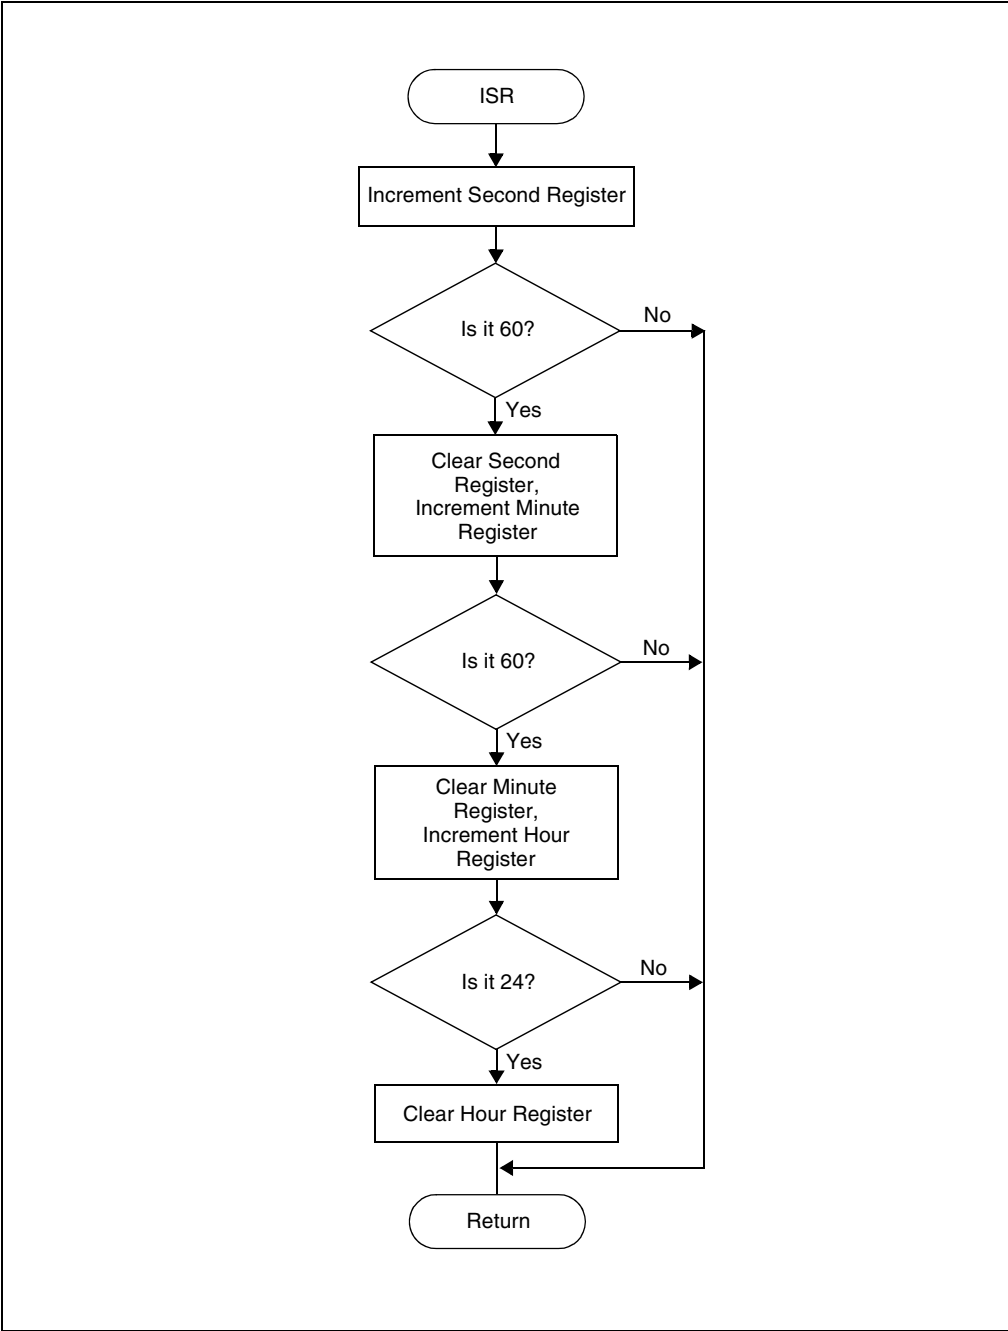 ISR
Increment Second Register
Is it 60?
No
Yes
Clear Second
Register,
Increment Minute
Register
Is it 60?
No
Yes
Clear Minute
Register,
Increment Hour
Register
Is it 24?
No
Yes
Clear Hour Register
Return